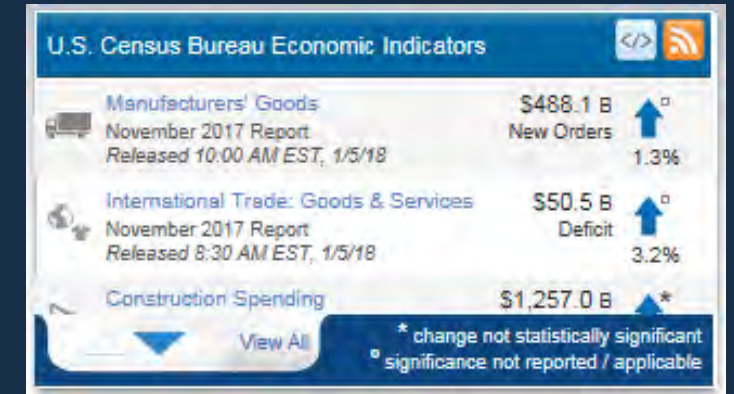 U.S. Census Bureau Economic Indicators </>
Manufacturers' Goods $488.1 B °
November 2017 Report New Orders
Released 10:00 AM EST, 1/5/18 1.3%
International Trade: Goods & Services $50.5 B °
November 2017 Report Deficit
Released 8:30 AM EST, 1/5/18 3.2%
Construction Spending $1,257.0 B *
View All * change not statistically significant
° significance not reported / applicable